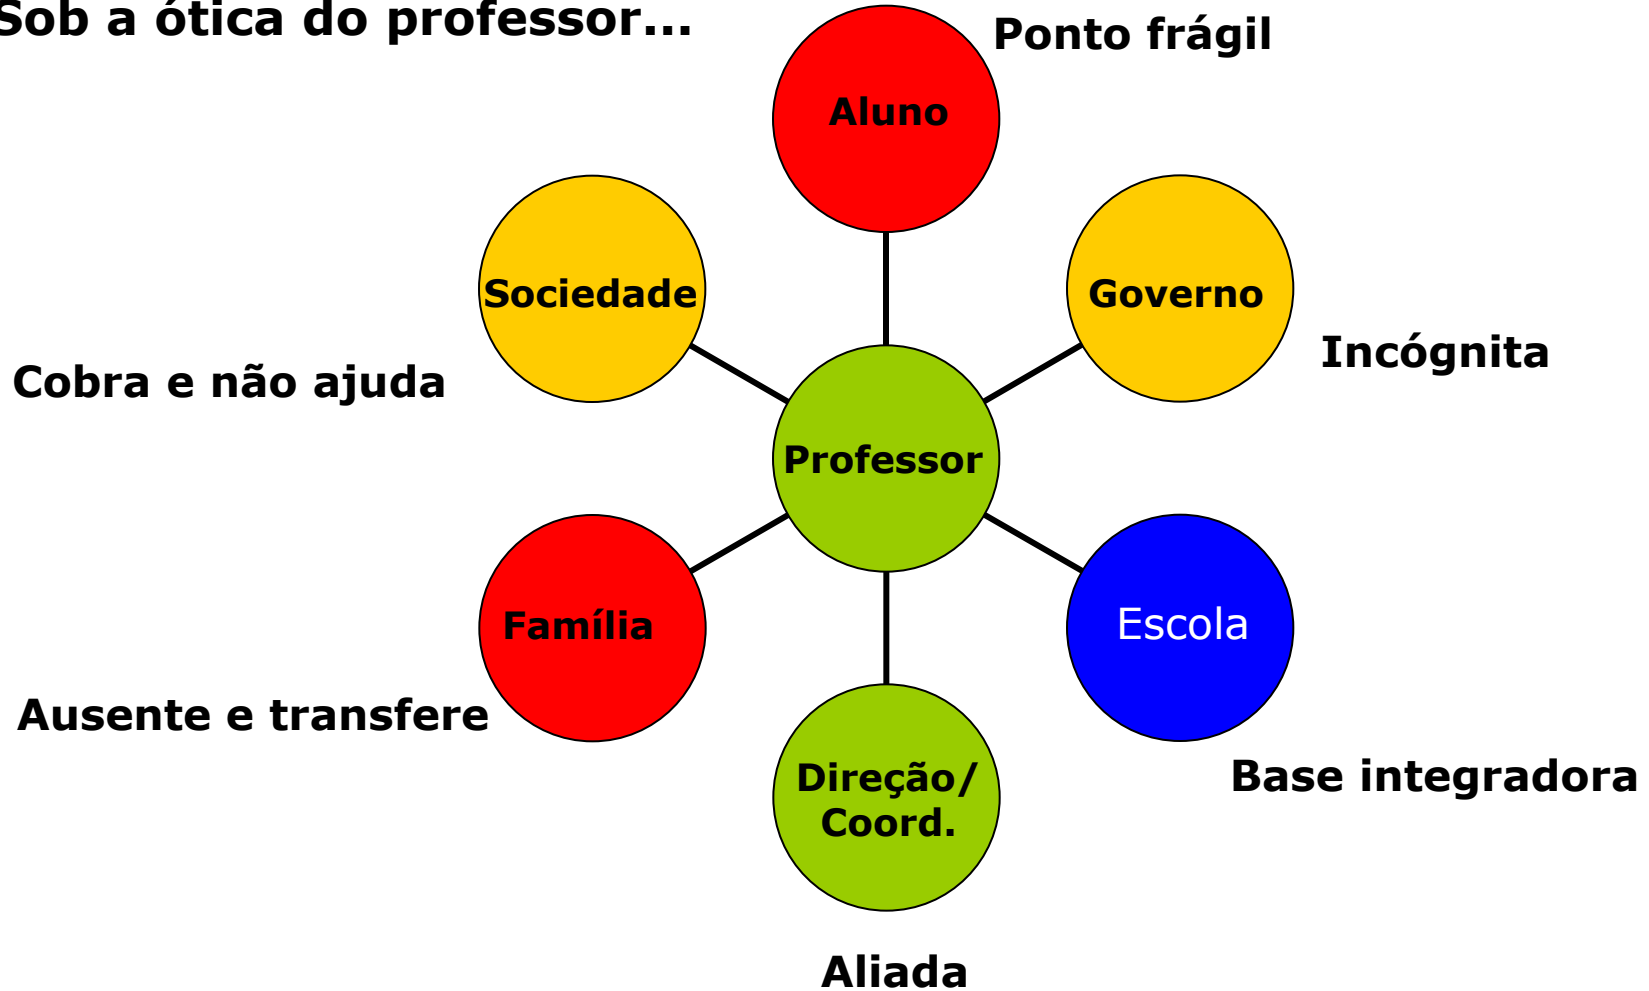 Sob a ótica do professor...
Ponto frágil
Aluno
Sociedade
Governo
Incógnita
Cobra e não ajuda
Professor
Família
Escola
Ausente e transfere
Direção/
Coord.
Base integradora
Aliada